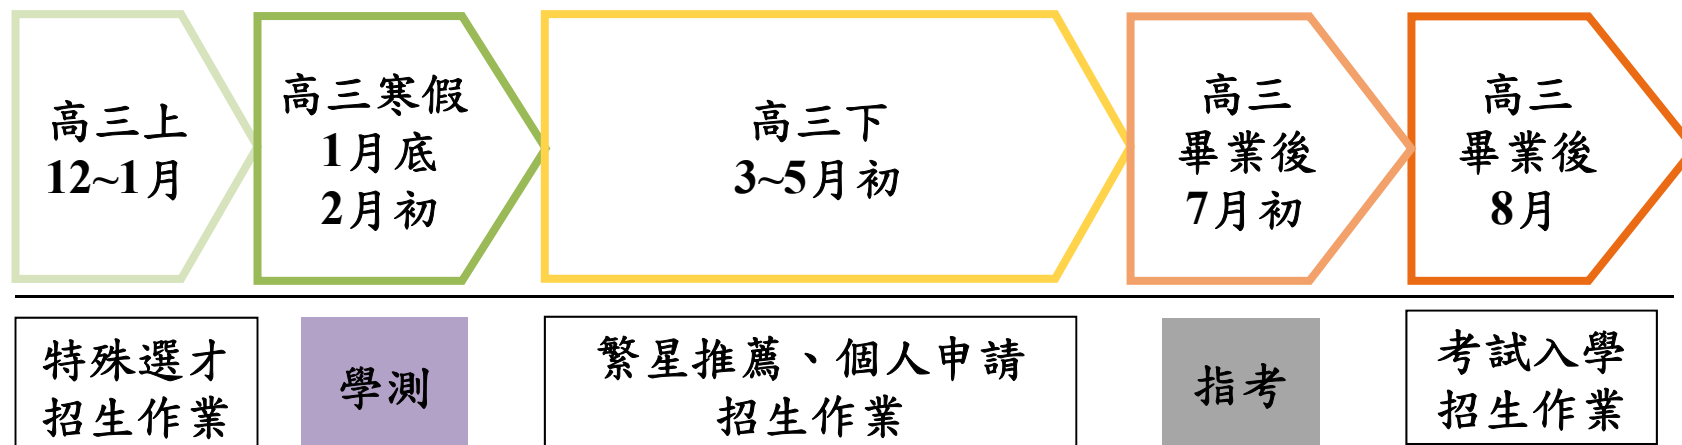 高三上
12~1月
高三寒假
1月底
2月初
高三下
3~5月初
高三
畢業後
7月初
高三
畢業後
8月
特殊選才
招生作業
學測
繁星推薦、個人申請
招生作業
指考
考試入學
招生作業